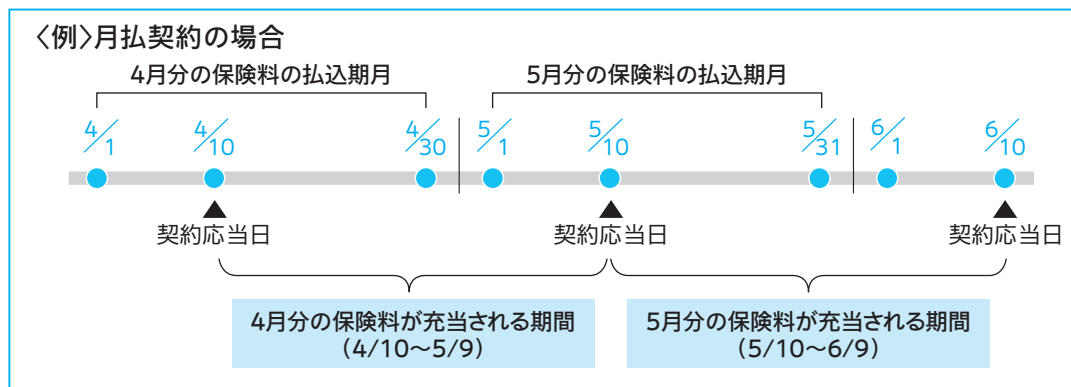 〈例〉月払契約の場合
4月分の保険料の払込期月
5月分の保険料の払込期月
4/1
4/10
4/30
5/1
5/10
5/31
6/1
6/10
契約応当日
契約応当日
契約応当日
4月分の保険料が充当される期間
（4/10～5/9）
5月分の保険料が充当される期間
（5/10～6/9）